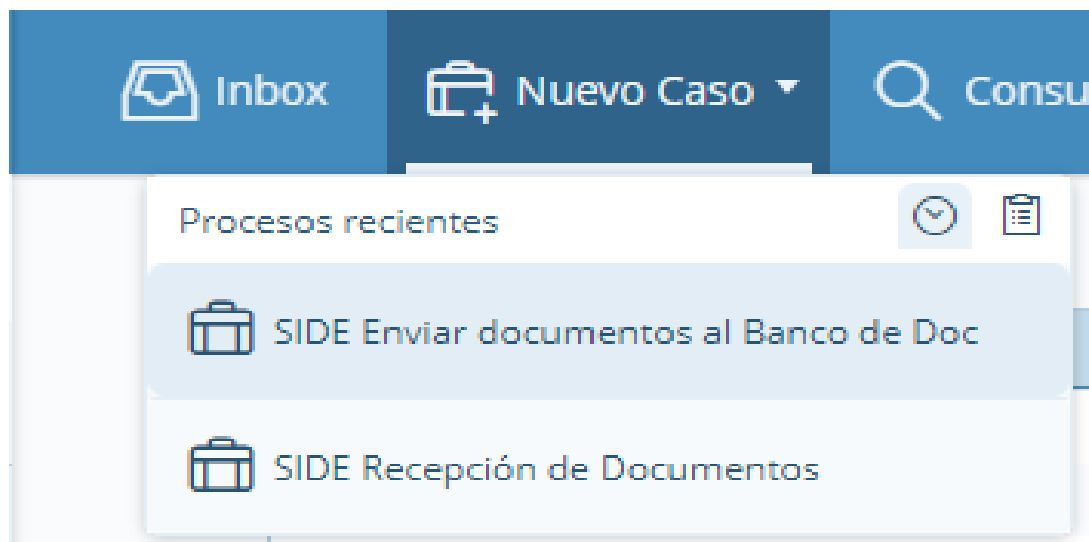 Inbox
Nuevo Caso
Consu
Procesos recientes
SIDE Enviar documentos al Banco de Doc
SIDE Recepción de Documentos